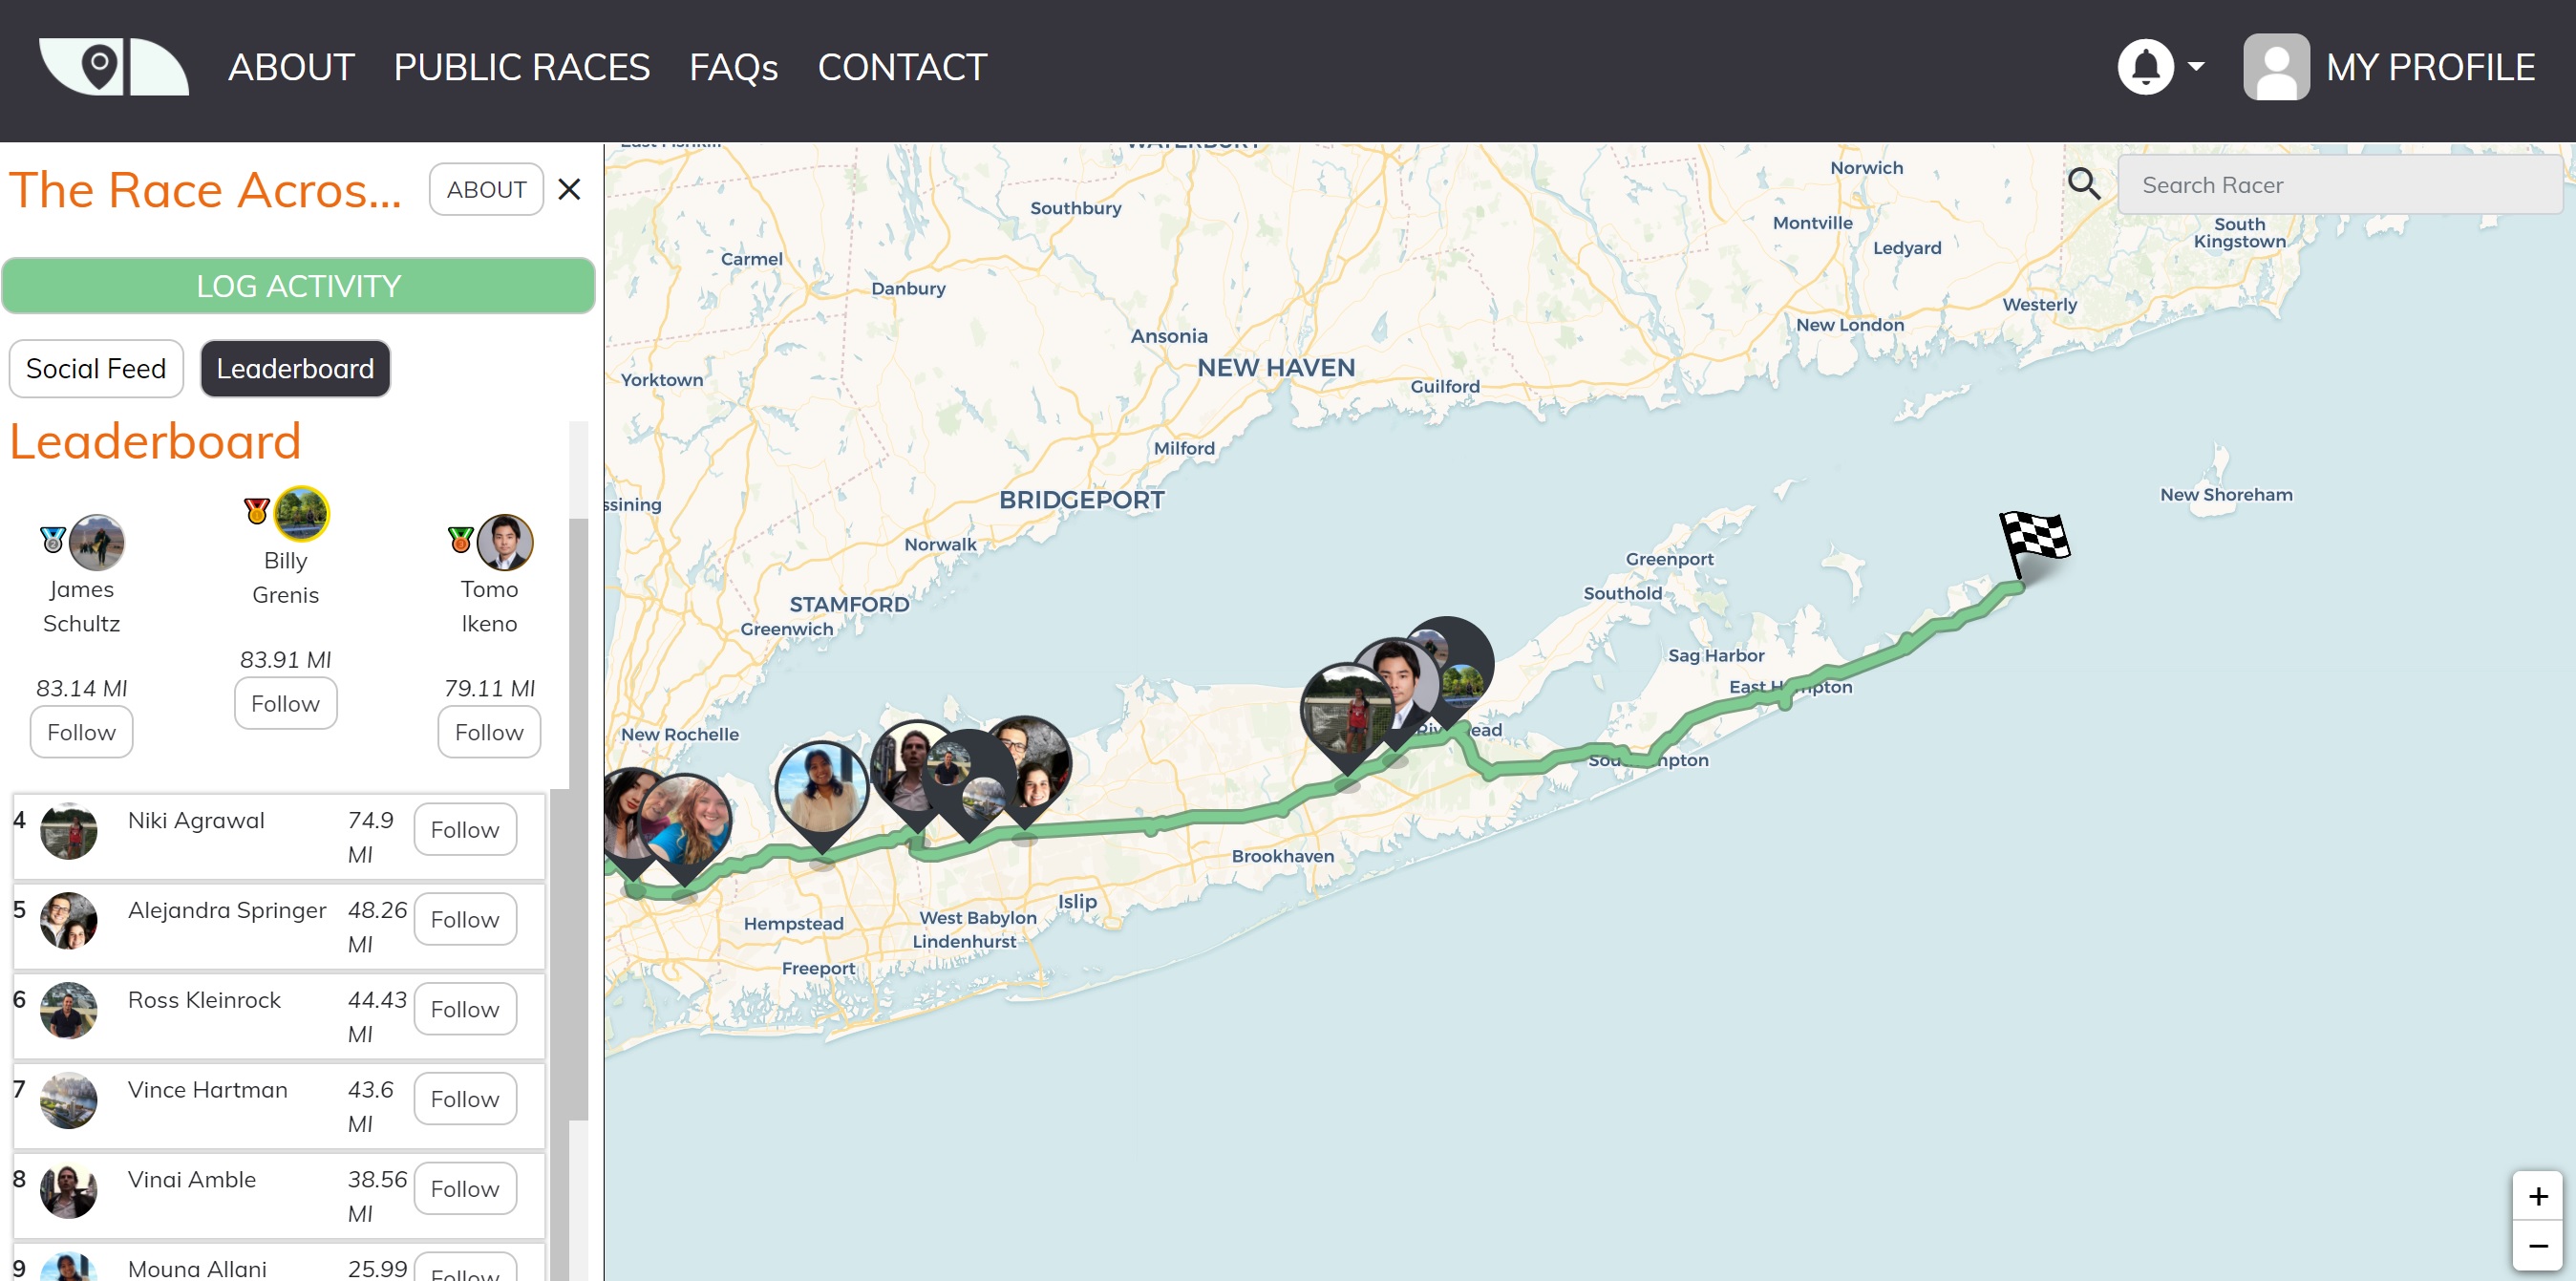 ABOUT PUBLIC RACES FAQs CONTACT MY PROFILE
The Race Acros... ABOUT
LOG ACTIVITY
Social Feed Leaderboard
Leaderboard
James
Schultz
83.14 MI
Follow
Billy
Grenis
83.91 MI
Follow
Tomo
Ikeno
79.11 MI
Follow
4 Niki Agrawal 74.9
MI
Follow
5 Alejandra Springer 48.26
MI
Follow
6 Ross Kleinrock 44.43
MI
Follow
7 Vince Hartman 43.6
MI
Follow
8 Vinai Amble 38.56
MI
Follow
9 Mouna Allani 25.99
Follow
Search Racer
WATERBURY
Norwich
Southbury
Montville
South
Kingstown
Ledyard
Carmel
Danbury
Westerly
New London
Ansonia
NEW HAVEN
Yorktown
Guilford
Milford
New Shoreham
BRIDGEPORT
ssining
Norwalk
Greenport
Southold
STAMFORD
Greenwich
Sag Harbor
East H pton
New Rochelle
Riv ead
Sou pton
Brookhaven
Islip
West Babylon
Hempstead
Lindenhurst
Freeport
+
−